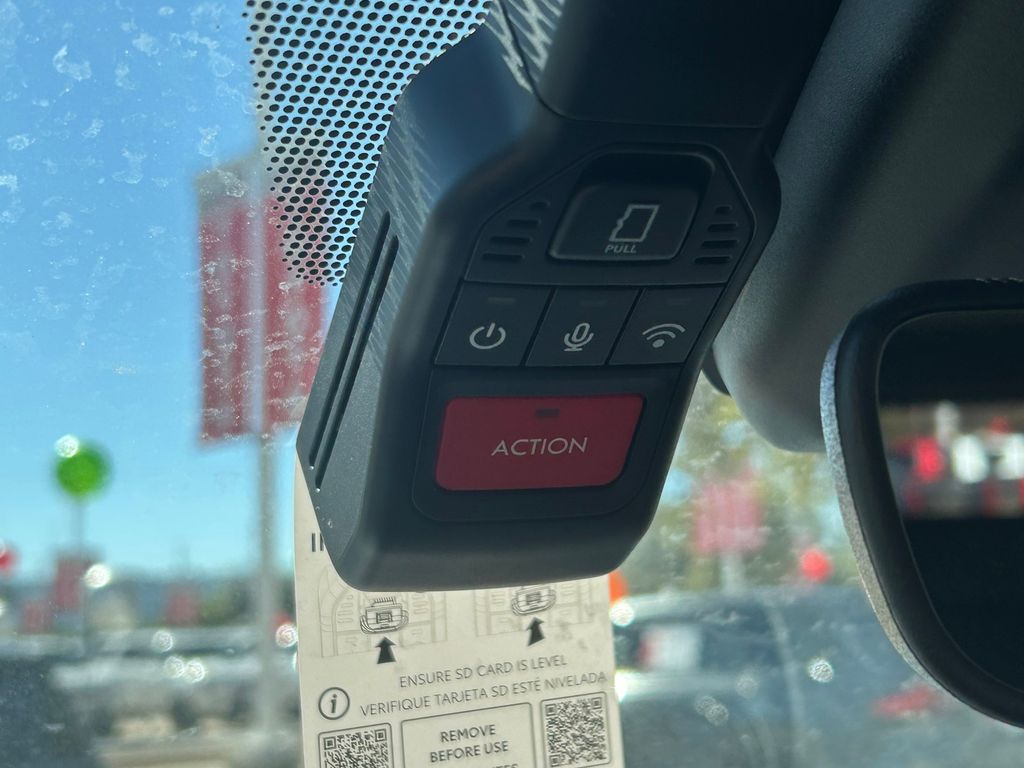 PULL
ACTION
ENSURE SD CARD IS LEVEL
VERIFIQUE TARJETA SD ESTÉ NIVELADA
REMOVE
BEFORE USE